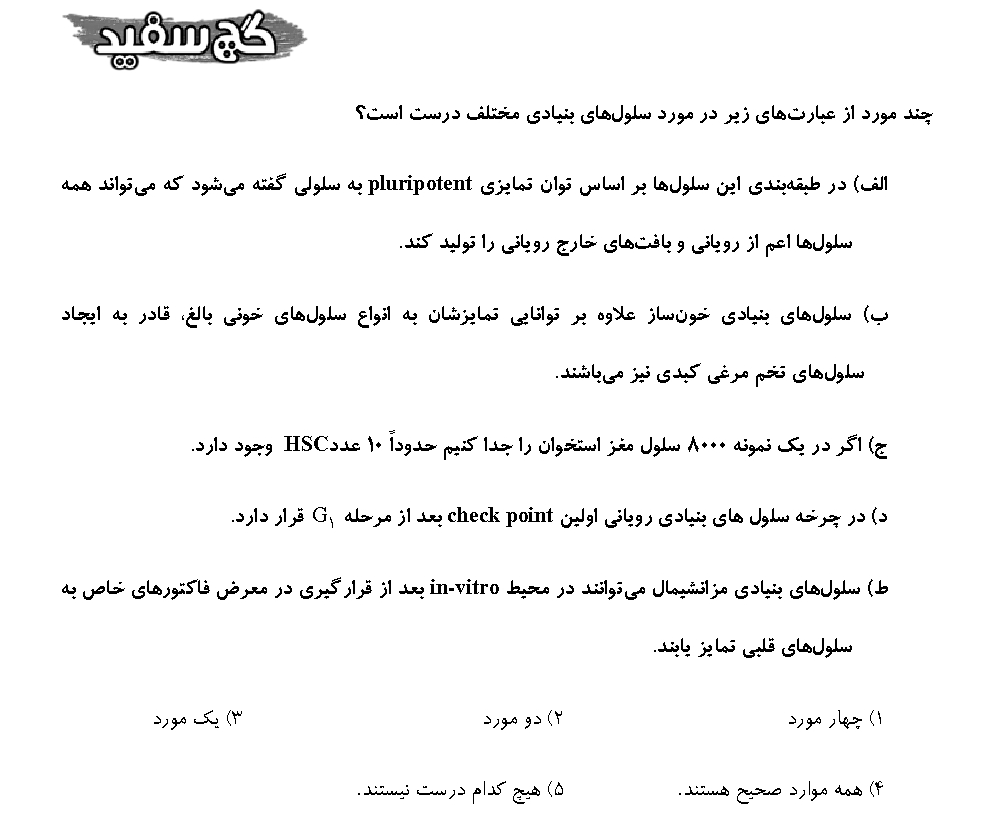 گچ سفید
چند مورد از عبارت‌های زیر در مورد سلول‌های بنیادی مختلف درست است؟
الف) در طبقه‌بندی این سلول‌ها بر اساس توان تمایزی pluripotent به سلولی گفته می‌شود که می‌تواند همه
سلول‌ها اعم از رویانی و بافت‌های خارج رویانی را تولید کند.
ب) سلول‌های بنیادی خون‌ساز علاوه بر توانایی تمایزشان به انواع سلول‌های خونی بالغ، قادر به ایجاد
سلول‌های تخم مرغی کبدی نیز می‌باشند.
ج) اگر در یک نمونه ۸۰۰۰ سلول مغز استخوان را جدا کنیم حدوداً ۱۰ عدد HSC وجود دارد.
د) در چرخه سلول های بنیادی رویانی اولین check point بعد از مرحله G۱ قرار دارد.
ط) سلول‌های بنیادی مزانشیمال می‌توانند در محیط in-vitro بعد از قرارگیری در معرض فاکتورهای خاص به
سلول‌های قلبی تمایز یابند.
۱) چهار مورد ۲) دو مورد ۳) یک مورد
۴) همه موارد صحیح هستند. ۵) هیچ کدام درست نیستند.